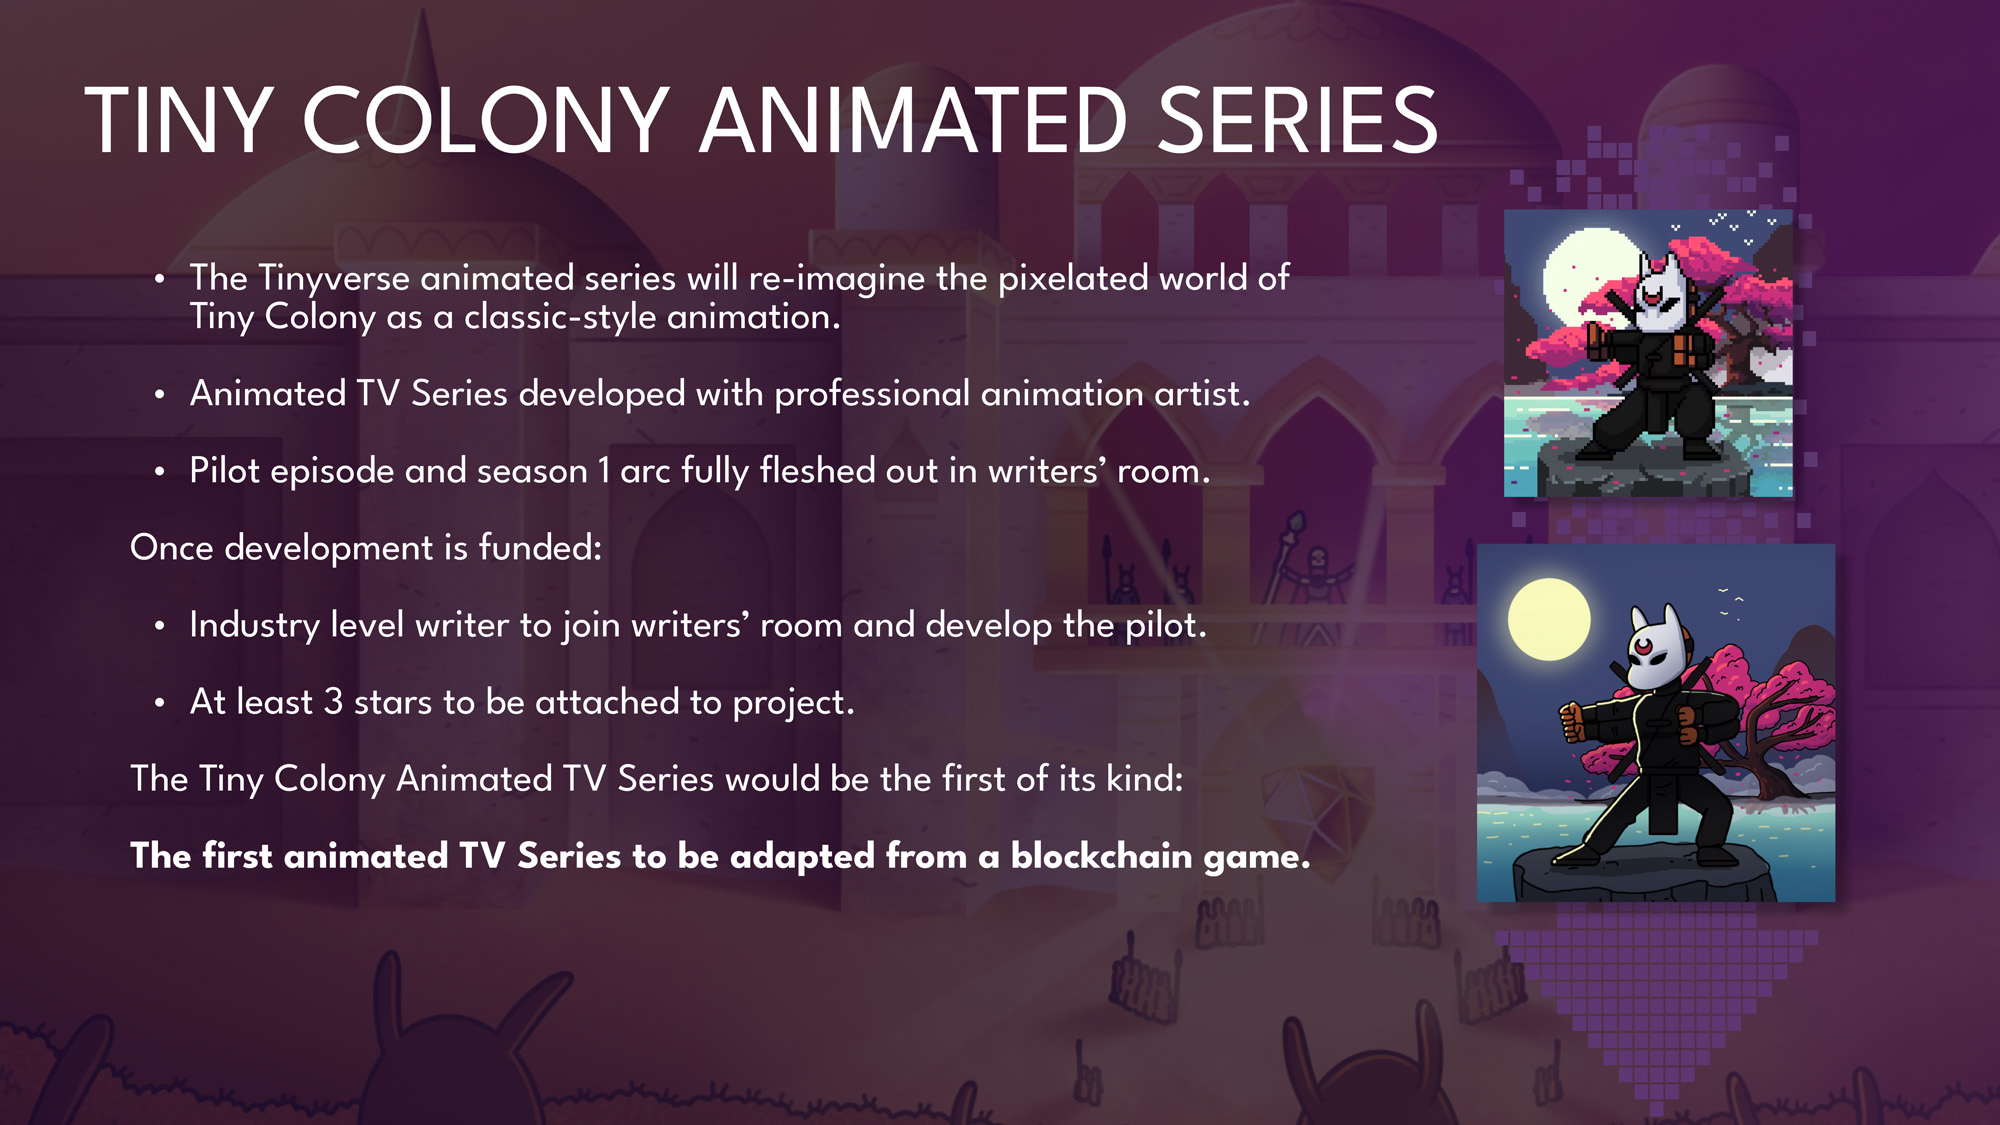 TINY COLONY ANIMATED SERIES
• The Tinyverse animated series will re-imagine the pixelated world of
Tiny Colony as a classic-style animation.
• Animated TV Series developed with professional animation artist.
• Pilot episode and season 1 arc fully fleshed out in writers’ room.
Once development is funded:
• Industry level writer to join writers’ room and develop the pilot.
• At least 3 stars to be attached to project.
The Tiny Colony Animated TV Series would be the first of its kind:
The first animated TV Series to be adapted from a blockchain game.